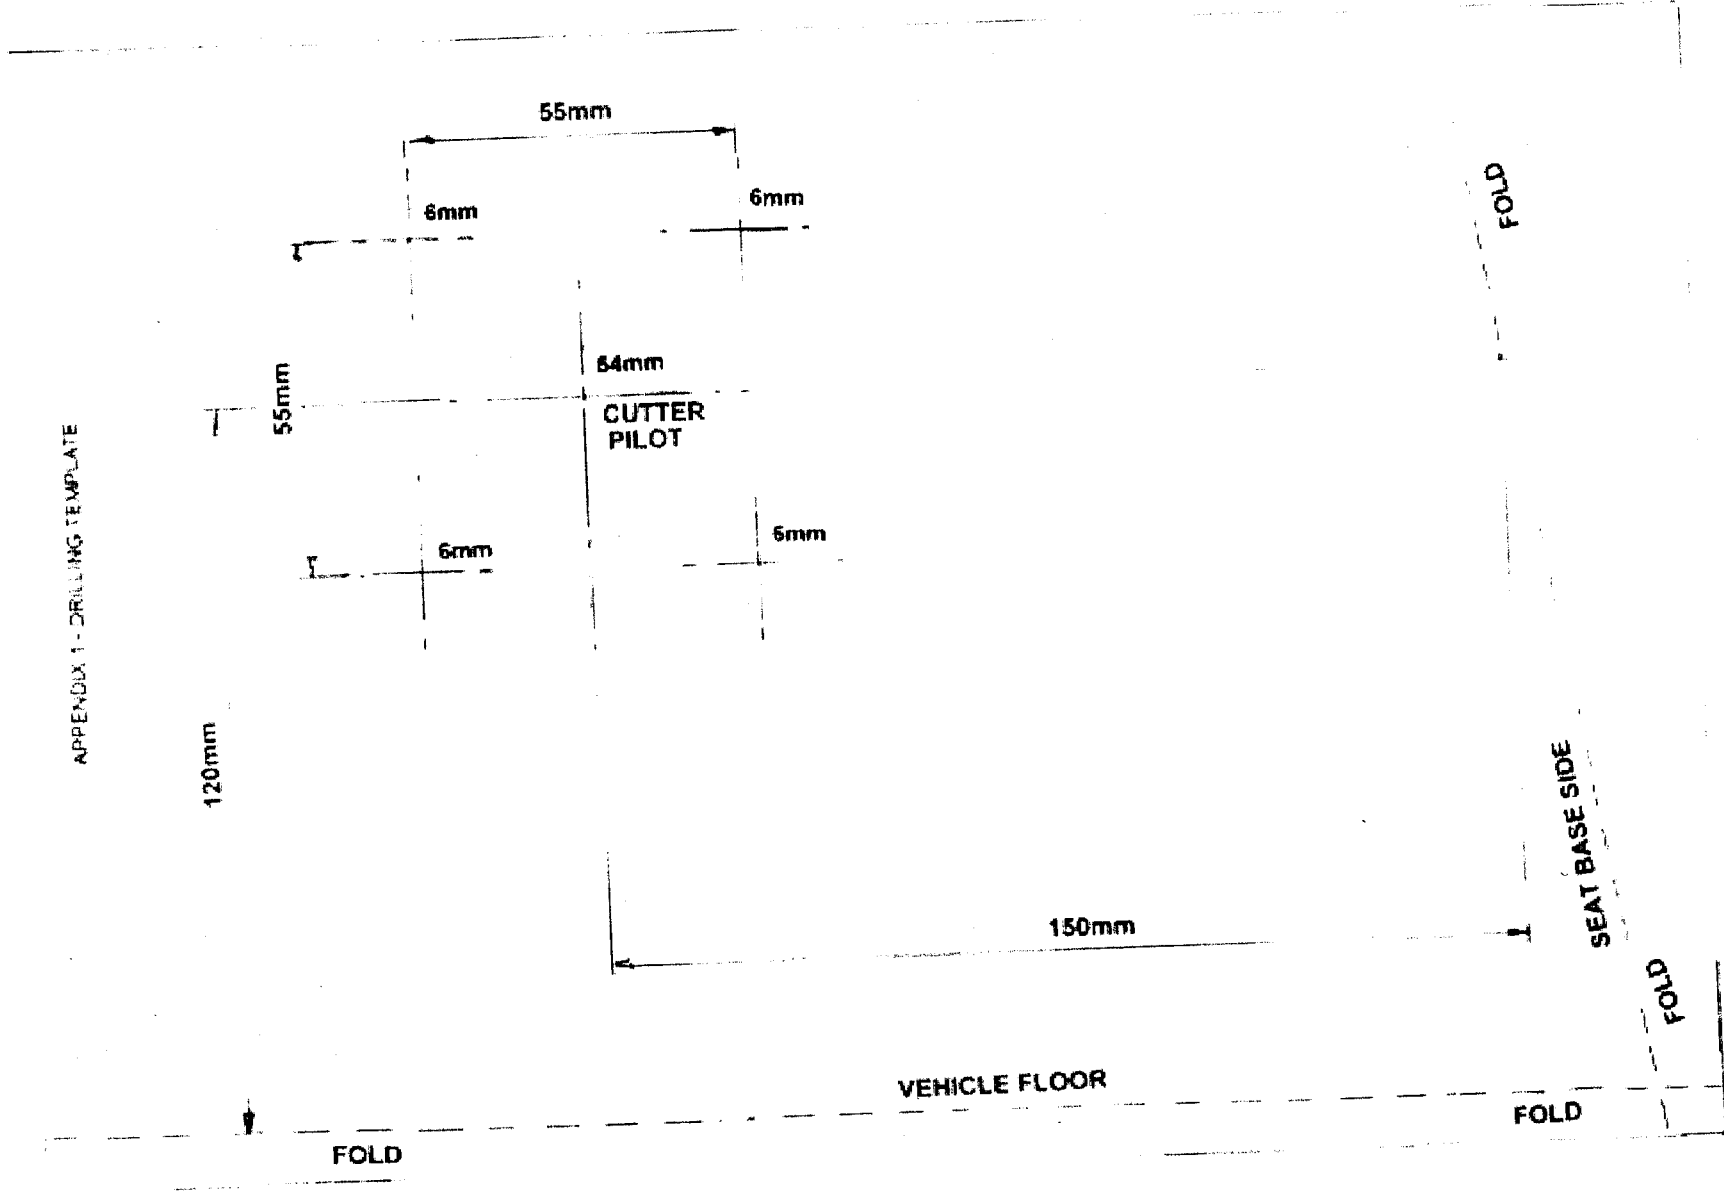 55mm
6mm
6mm
FOLD
54mm
CUTTER
PILOT
55mm
APPENDIX 1 - DRILLING TEMPLATE
6mm
6mm
120mm
SEAT BASE SIDE
150mm
FOLD
VEHICLE FLOOR
FOLD
FOLD